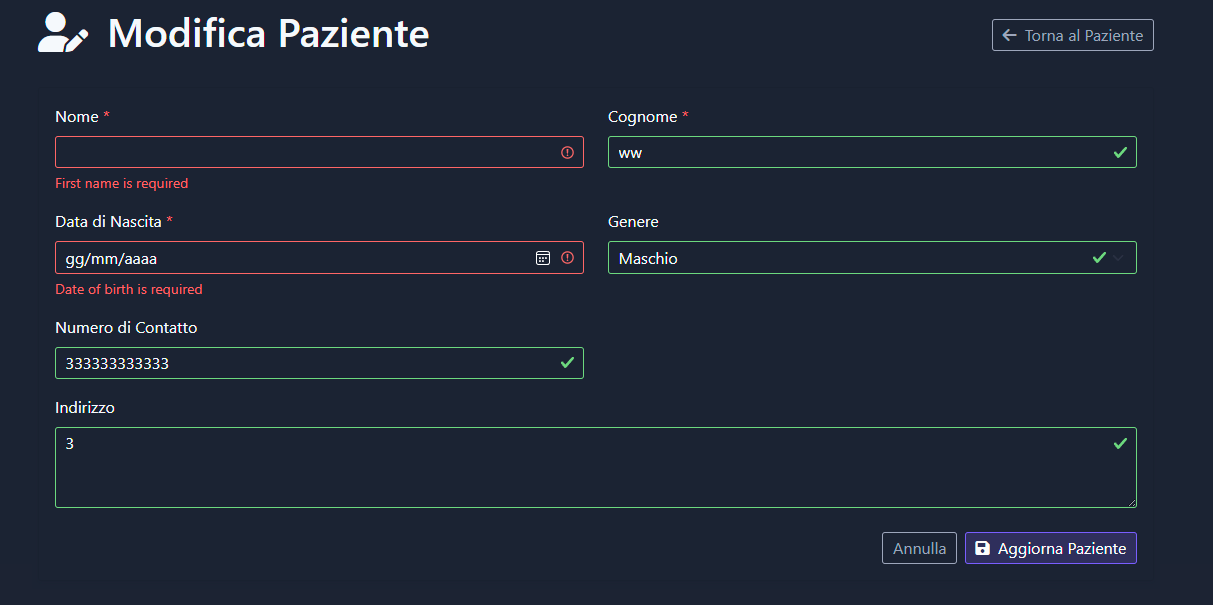 Modifica Paziente
Torna al Paziente
Nome *
Cognome *
ww
First name is required
Data di Nascita *
Genere
gg/mm/aaaa
Maschio
Date of birth is required
Numero di Contatto
333333333333
Indirizzo
3
Annulla
Aggiorna Paziente